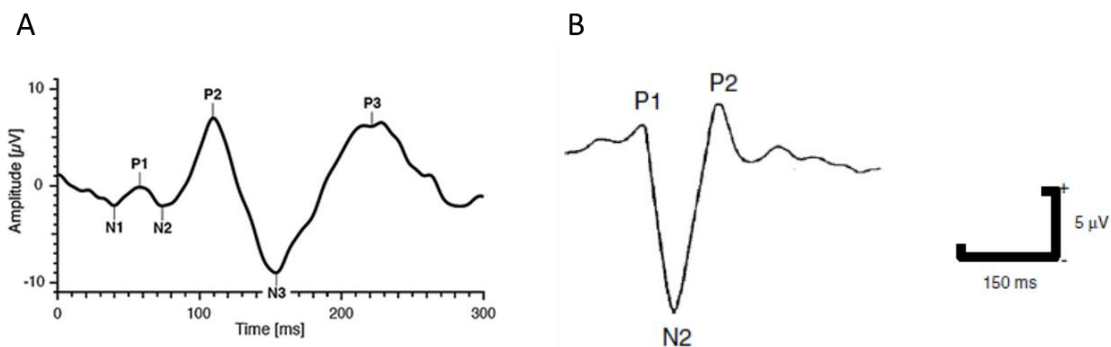 A
10
0
-10
Amplitude [µV]
P1
P2
P3
N1
N2
N3
0
100
200
300
Time [ms]
B
P1
P2
N2
+
5 µV
-
150 ms